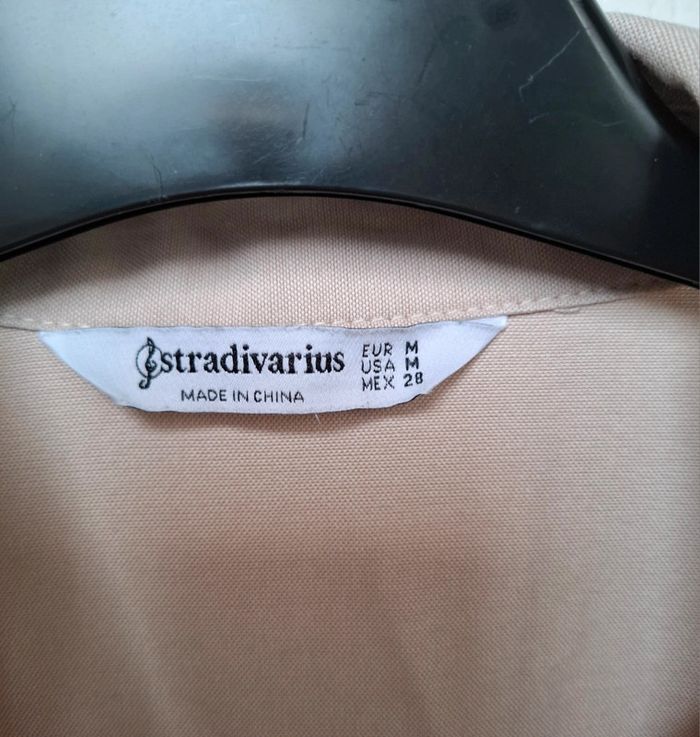 stradivarius
MADE IN CHINA
EUR M
USA M
MEX 28